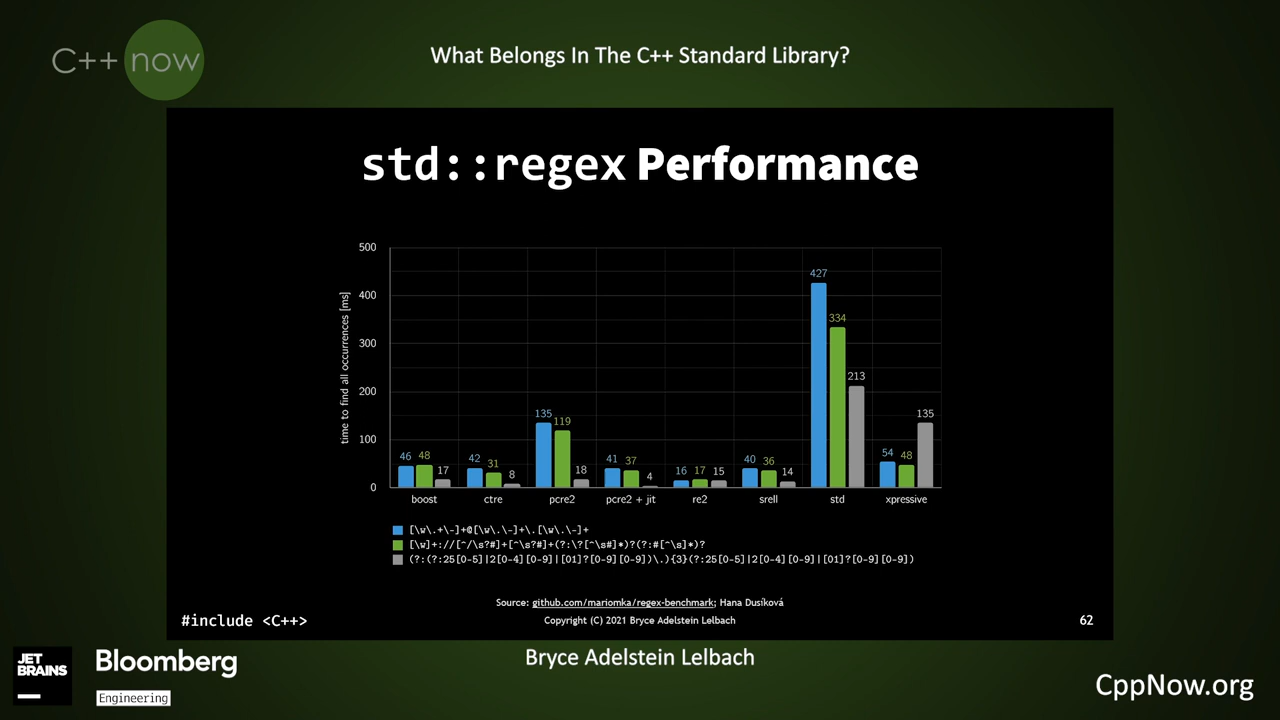 C++ now
What Belongs In The C++ Standard Library?
std::regex Performance
time to find all occurrences [ms]
500
400
300
200
100
0
46 48 17
42 31 8
135 119 18
41 37 4
16 17 15
40 36 14
427 334 213
54 48 135
boost ctre pcre2 pcre2 + jit re2 srell std xpressive
[\w\.+\-]+@[\w\.\-]+\.[\w\.\-]+
[\w]+://[^/\s?#]+[^\s?#]+(?:\?[^\s#]*)?(?:#[^\s]*)?
(?:(?:25[0-5]|2[0-4][0-9]|[01]?[0-9][0-9])\.){3}(?:25[0-5]|2[0-4][0-9]|[01]?[0-9][0-9])
Source: github.com/mariomka/regex-benchmark; Hana Dusíková
#include <C++>
Copyright (C) 2021 Bryce Adelstein Lelbach
62
JET
BRAINS
Bloomberg
Engineering
Bryce Adelstein Lelbach
CppNow.org